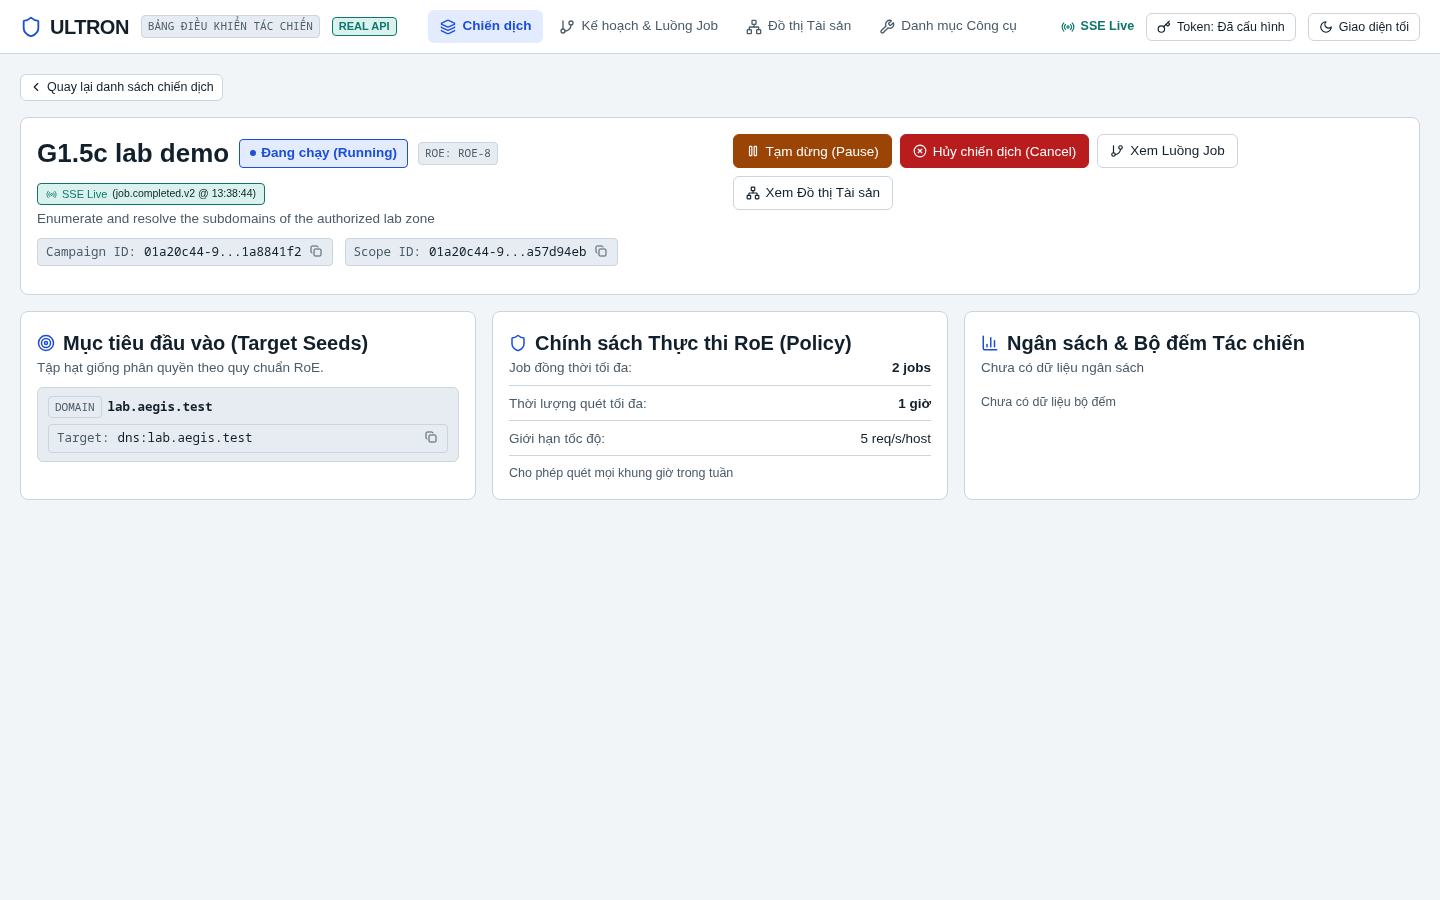 ULTRON BẢNG ĐIỀU KHIỂN TÁC CHIẾN REAL API Chiến dịch Kế hoạch & Luồng Job Đồ thị Tài sản Danh mục Công cụ SSE Live Token: Đã cấu hình Giao diện tối
Quay lại danh sách chiến dịch
G1.5c lab demo Đang chạy (Running) ROE: ROE-8
SSE Live (job.completed.v2 @ 13:38:44)
Enumerate and resolve the subdomains of the authorized lab zone
Campaign ID: 01a20c44-9...1a8841f2 Scope ID: 01a20c44-9...a57d94eb
Tạm dừng (Pause) Hủy chiến dịch (Cancel) Xem Luồng Job
Xem Đồ thị Tài sản
Mục tiêu đầu vào (Target Seeds)
Tập hạt giống phân quyền theo quy chuẩn RoE.
DOMAIN lab.aegis.test
Target: dns:lab.aegis.test
Chính sách Thực thi RoE (Policy)
Job đồng thời tối đa: 2 jobs
Thời lượng quét tối đa: 1 giờ
Giới hạn tốc độ: 5 req/s/host
Cho phép quét mọi khung giờ trong tuần
Ngân sách & Bộ đếm Tác chiến
Chưa có dữ liệu ngân sách
Chưa có dữ liệu bộ đếm